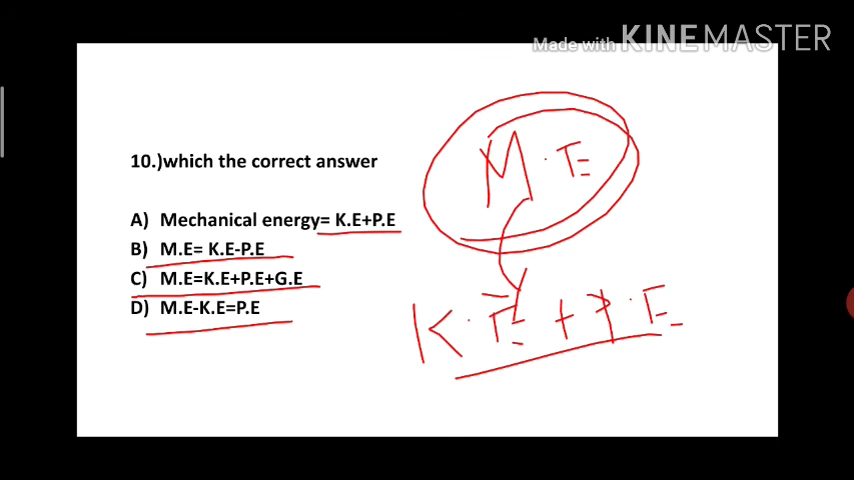 Made with KINEMASTER
10.)which the correct answer
A) Mechanical energy= K.E+P.E
B) M.E= K.E-P.E
C) M.E=K.E+P.E+G.E
D) M.E-K.E=P.E
M.E
K.E+P.E